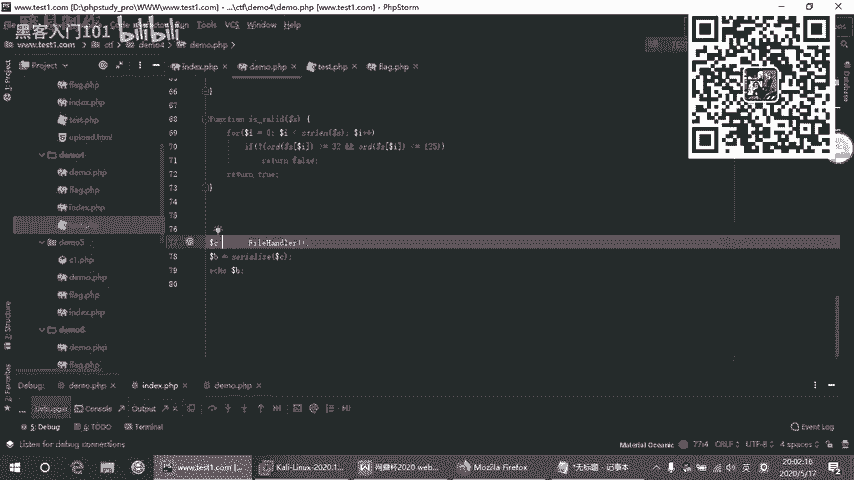 www.test1.com [D:\phpstudy_pro\WWW\www.test1.com] - ...\ctf\demo4\demo.php [www.test1.com] - PhpStorm
黑客入门101 bilibili
Tools VCS Window Help
www.test1.com ctf demo4 demo.php
Project index.php demo.php test.php flag.php
1: Project
Database
flag.php
index.php
test.php
upload.html
demo4
demo.php
flag.php
index.php
demo5
c1.php
demo.php
flag.php
index.php
demo6
demo.php
flag.php
66 }
67
68 function is_valid($s) {
69 for($i = 0; $i < strlen($s); $i++)
70 if(!(ord($s[$i]) >= 32 && ord($s[$i]) <= 125))
71 return false;
72 return true;
73 }
74
75
76
77 $c FileHandler();
78 $b = serialize($c);
79 echo $b;
80
7: Structure
2: Favorites
Debug: demo.php index.php demo.php
Debugger Console Output
5: Debug 6: TODO Terminal Event Log
Listen for debug connections Material Oceanic 77:4 CRLF UTF-8 4 spaces
www.test1.com [... Kali-Linux-2020.1... 网鼎杯2020 web... Mozilla Firefox *无标题 - 记事本
20:02:16
2020/5/17